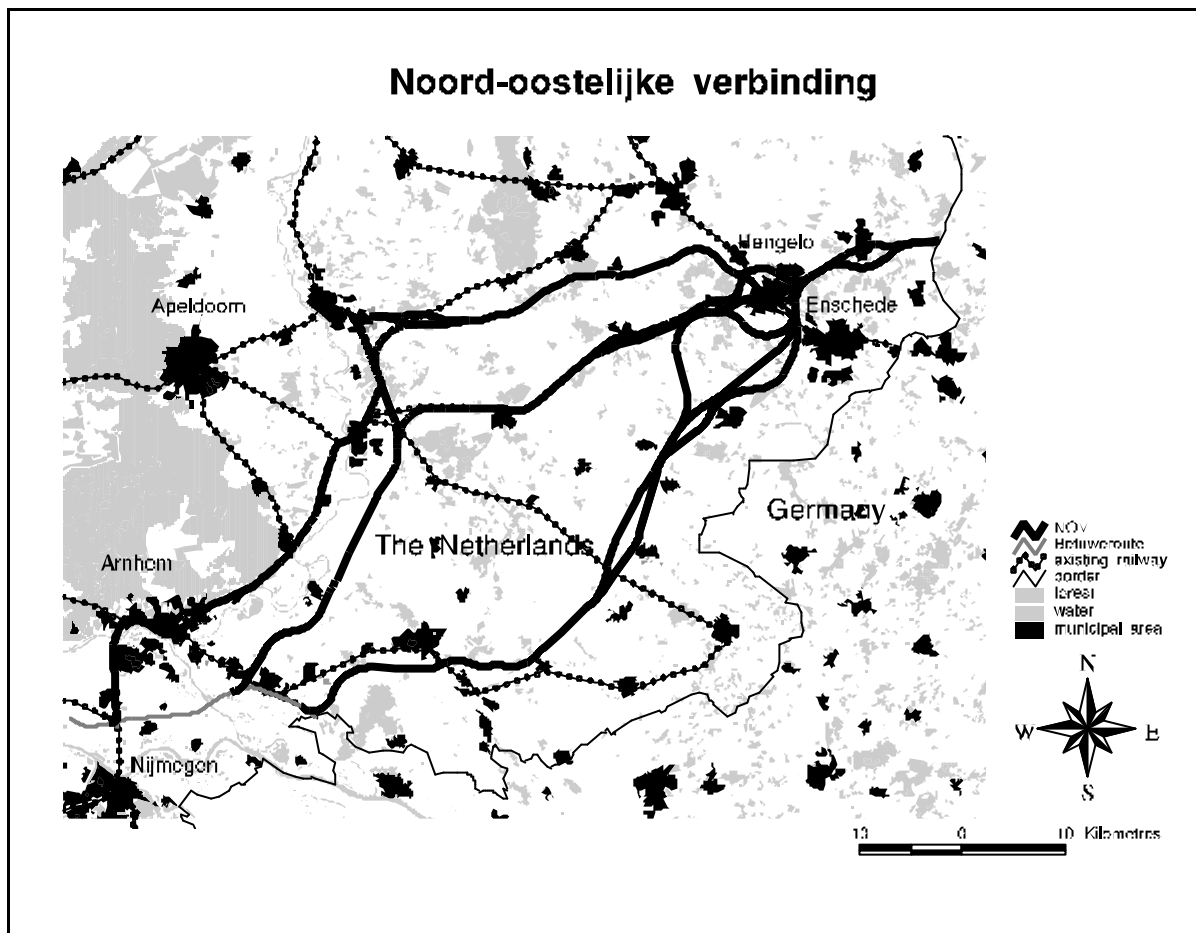 Noord-oostelijke verbinding
Hengelo
Apeldoorn
Enschede
Germany
The Netherlands
Arnhem
Nijmegen
NOV
Betuweroute
existing railway
border
forest
water
municipal area
N
W E
S
10 0 10 Kilometres